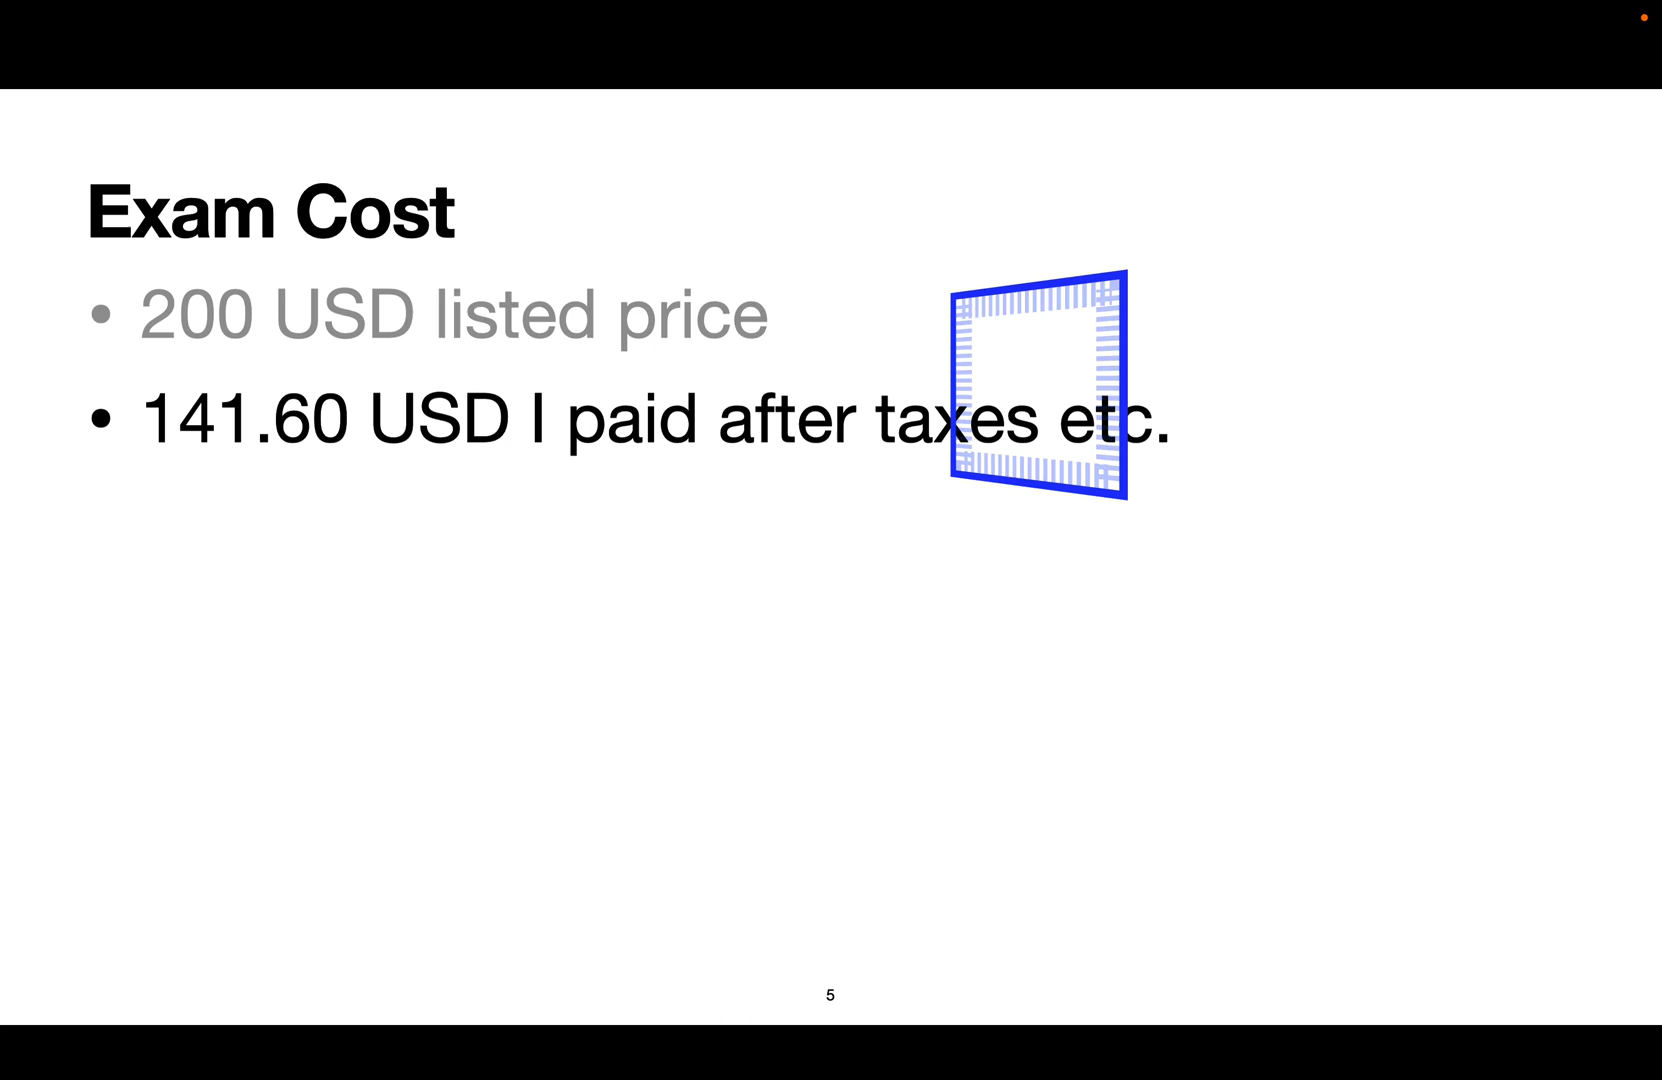 Exam Cost
• 200 USD listed price
• 141.60 USD I paid after taxes etc.
5